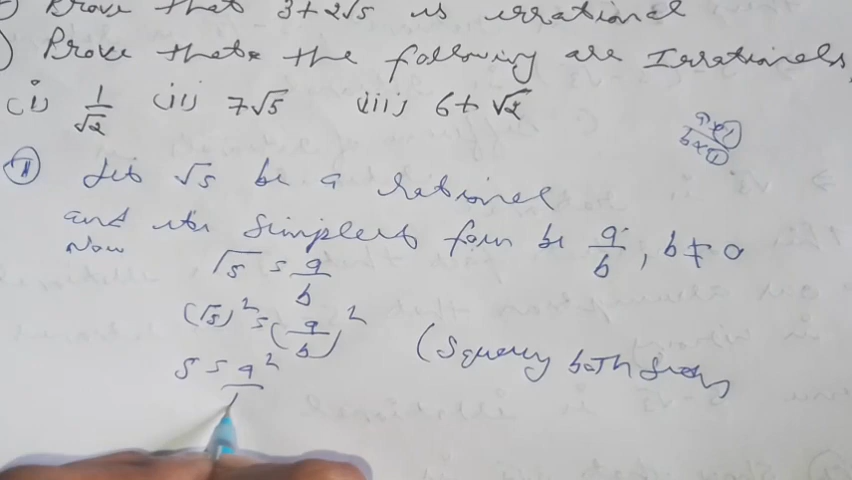 Prove that 3+2√5 is irrational
) Prove that the following are Irrationals,
(i) 1/√2 (ii) 7√5 (iii) 6+√2
a×1/b×1
① Let √5 be a rational
and its simplest form be a/b, b≠0
Now √5 = a/b
(√5)² = (a/b)² (Squaring both sides
5 = a²/